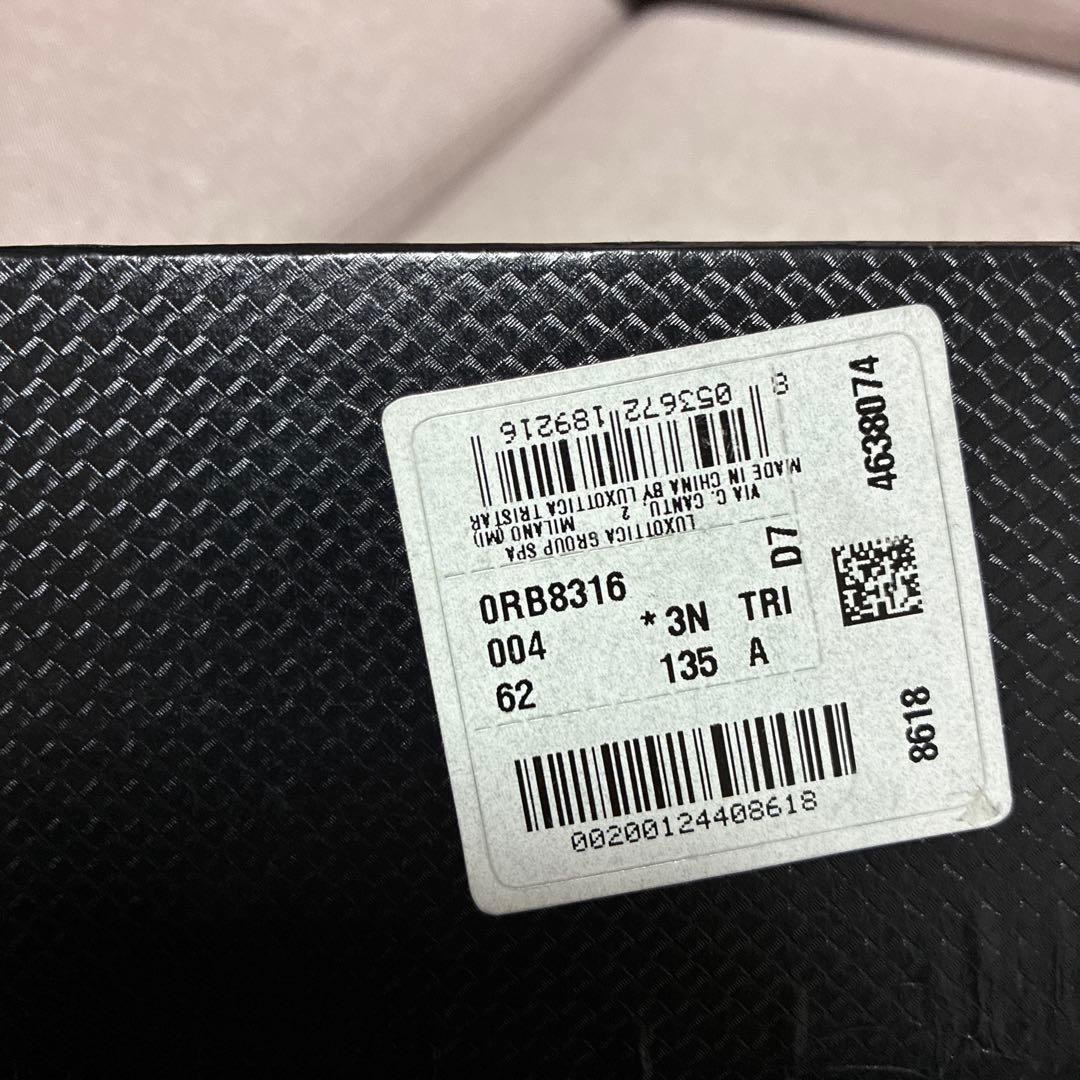 8 053672 189216
MADE IN CHINA BY LUXOTTICA TRISTAR
VIA C. CANTU, 2 MILANO (MI)
LUXOTTICA GROUP SPA
0RB8316
D7
004 * 3N TRI
62 135 A
00200124408618
4638074
8618